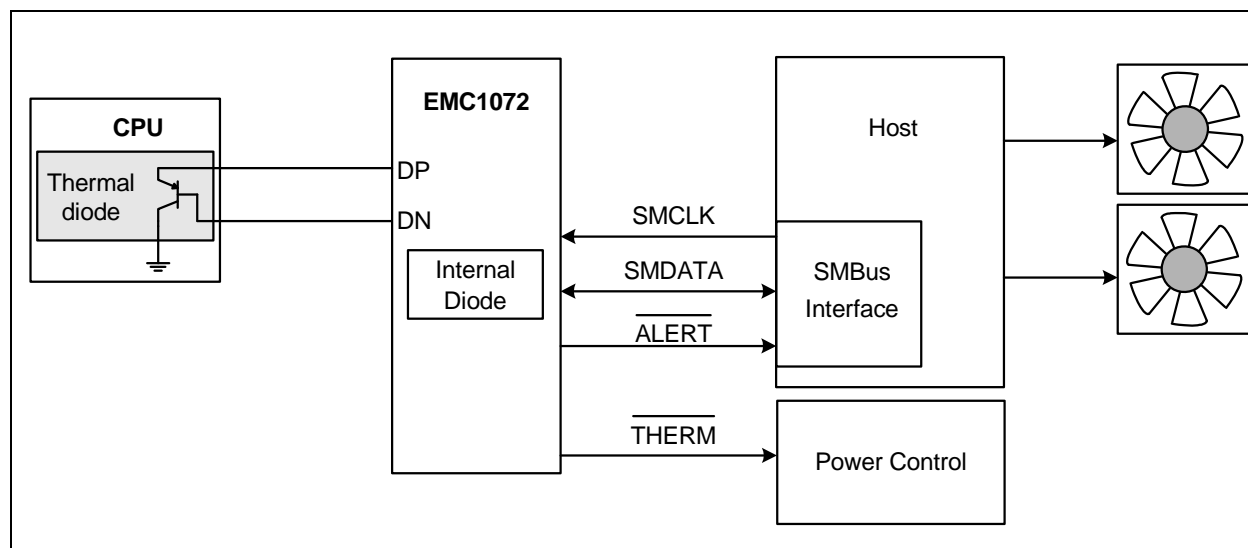 CPU
Thermal
diode
EMC1072
DP
DN
Internal
Diode
SMCLK
SMDATA
ALERT
THERM
Host
SMBus
Interface
Power Control